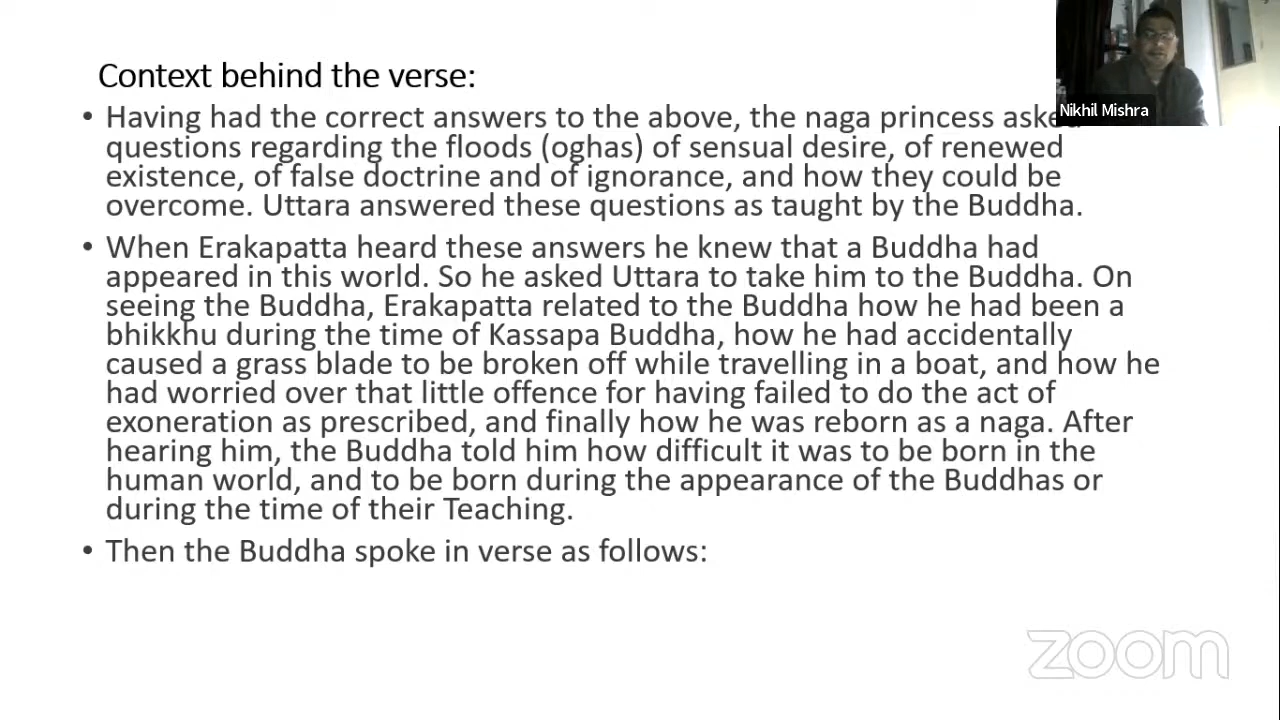 Context behind the verse:
• Having had the correct answers to the above, the naga princess asked
questions regarding the floods (oghas) of sensual desire, of renewed
existence, of false doctrine and of ignorance, and how they could be
overcome. Uttara answered these questions as taught by the Buddha.
• When Erakapatta heard these answers he knew that a Buddha had
appeared in this world. So he asked Uttara to take him to the Buddha. On
seeing the Buddha, Erakapatta related to the Buddha how he had been a
bhikkhu during the time of Kassapa Buddha, how he had accidentally
caused a grass blade to be broken off while travelling in a boat, and how he
had worried over that little offence for having failed to do the act of
exoneration as prescribed, and finally how he was reborn as a naga. After
hearing him, the Buddha told him how difficult it was to be born in the
human world, and to be born during the appearance of the Buddhas or
during the time of their Teaching.
• Then the Buddha spoke in verse as follows:
Nikhil Mishra
zoom